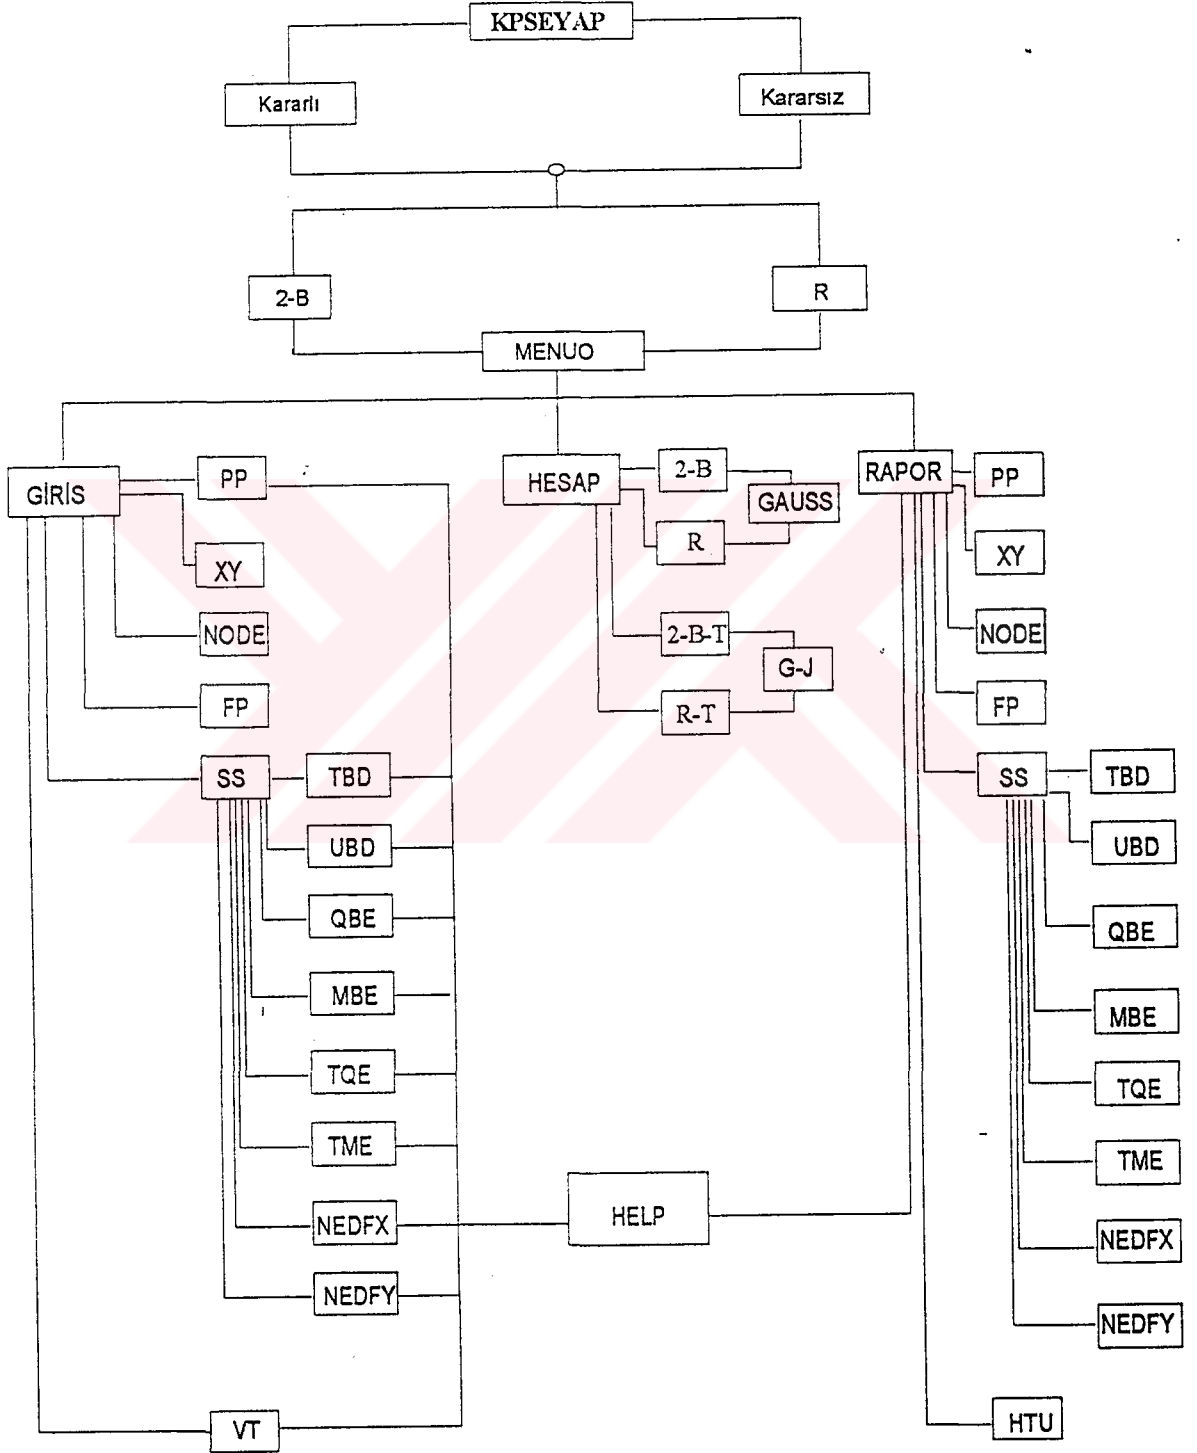 KPSEYAP
Kararlı
Kararsız
2-B
R
MENUO
GİRİS
PP
XY
NODE
FP
SS
TBD
UBD
QBE
MBE
TQE
TME
NEDFX
NEDFY
VT
HESAP
2-B
GAUSS
R
2-B-T
G-J
R-T
HELP
RAPOR
PP
XY
NODE
FP
SS
TBD
UBD
QBE
MBE
TQE
TME
NEDFX
NEDFY
HTU